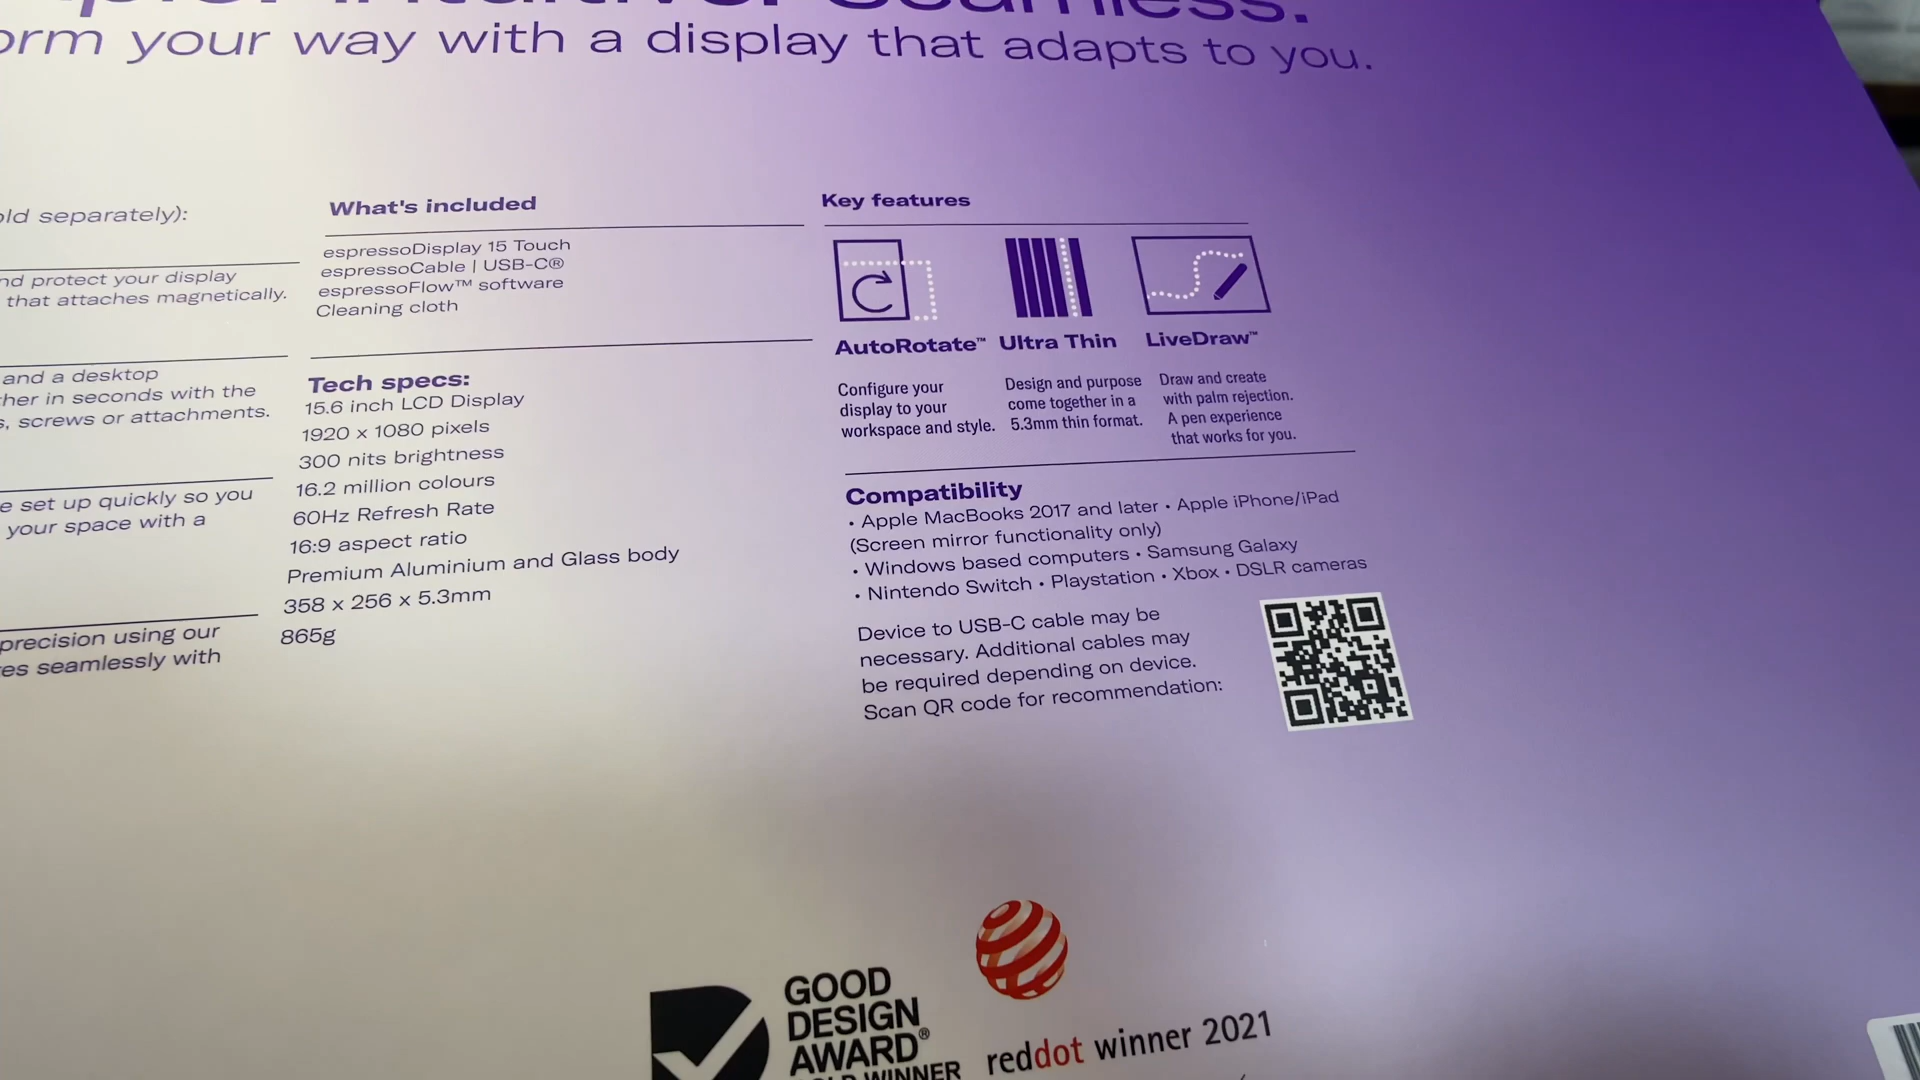 seamless.
form your way with a display that adapts to you.
sold separately):
and protect your display
that attaches magnetically.
and a desktop
in seconds with the
screws or attachments.
set up quickly so you
your space with a
precision using our
seamlessly with
What's included
espressoDisplay 15 Touch
espressoCable | USB-C®
espressoFlow™ software
Cleaning cloth
Tech specs:
15.6 inch LCD Display
1920 x 1080 pixels
300 nits brightness
16.2 million colours
60Hz Refresh Rate
16:9 aspect ratio
Premium Aluminium and Glass body
358 x 256 x 5.3mm
865g
Key features
AutoRotate™
Configure your
display to your
workspace and style.
Ultra Thin
Design and purpose
come together in a
5.3mm thin format.
LiveDraw™
Draw and create
with palm rejection.
A pen experience
that works for you.
Compatibility
• Apple MacBooks 2017 and later • Apple iPhone/iPad
(Screen mirror functionality only)
• Windows based computers • Samsung Galaxy
• Nintendo Switch • Playstation • Xbox • DSLR cameras
Device to USB-C cable may be
necessary. Additional cables may
be required depending on device.
Scan QR code for recommendation:
GOOD
DESIGN
AWARD®
WINNER
reddot winner 2021